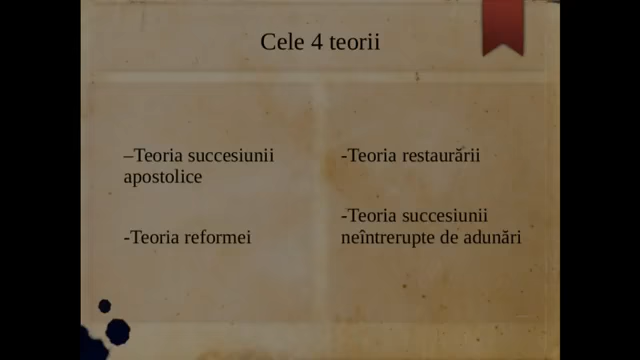 Cele 4 teorii
–Teoria succesiunii
apostolice
-Teoria reformei
-Teoria restaurării
-Teoria succesiunii
neîntrerupte de adunări